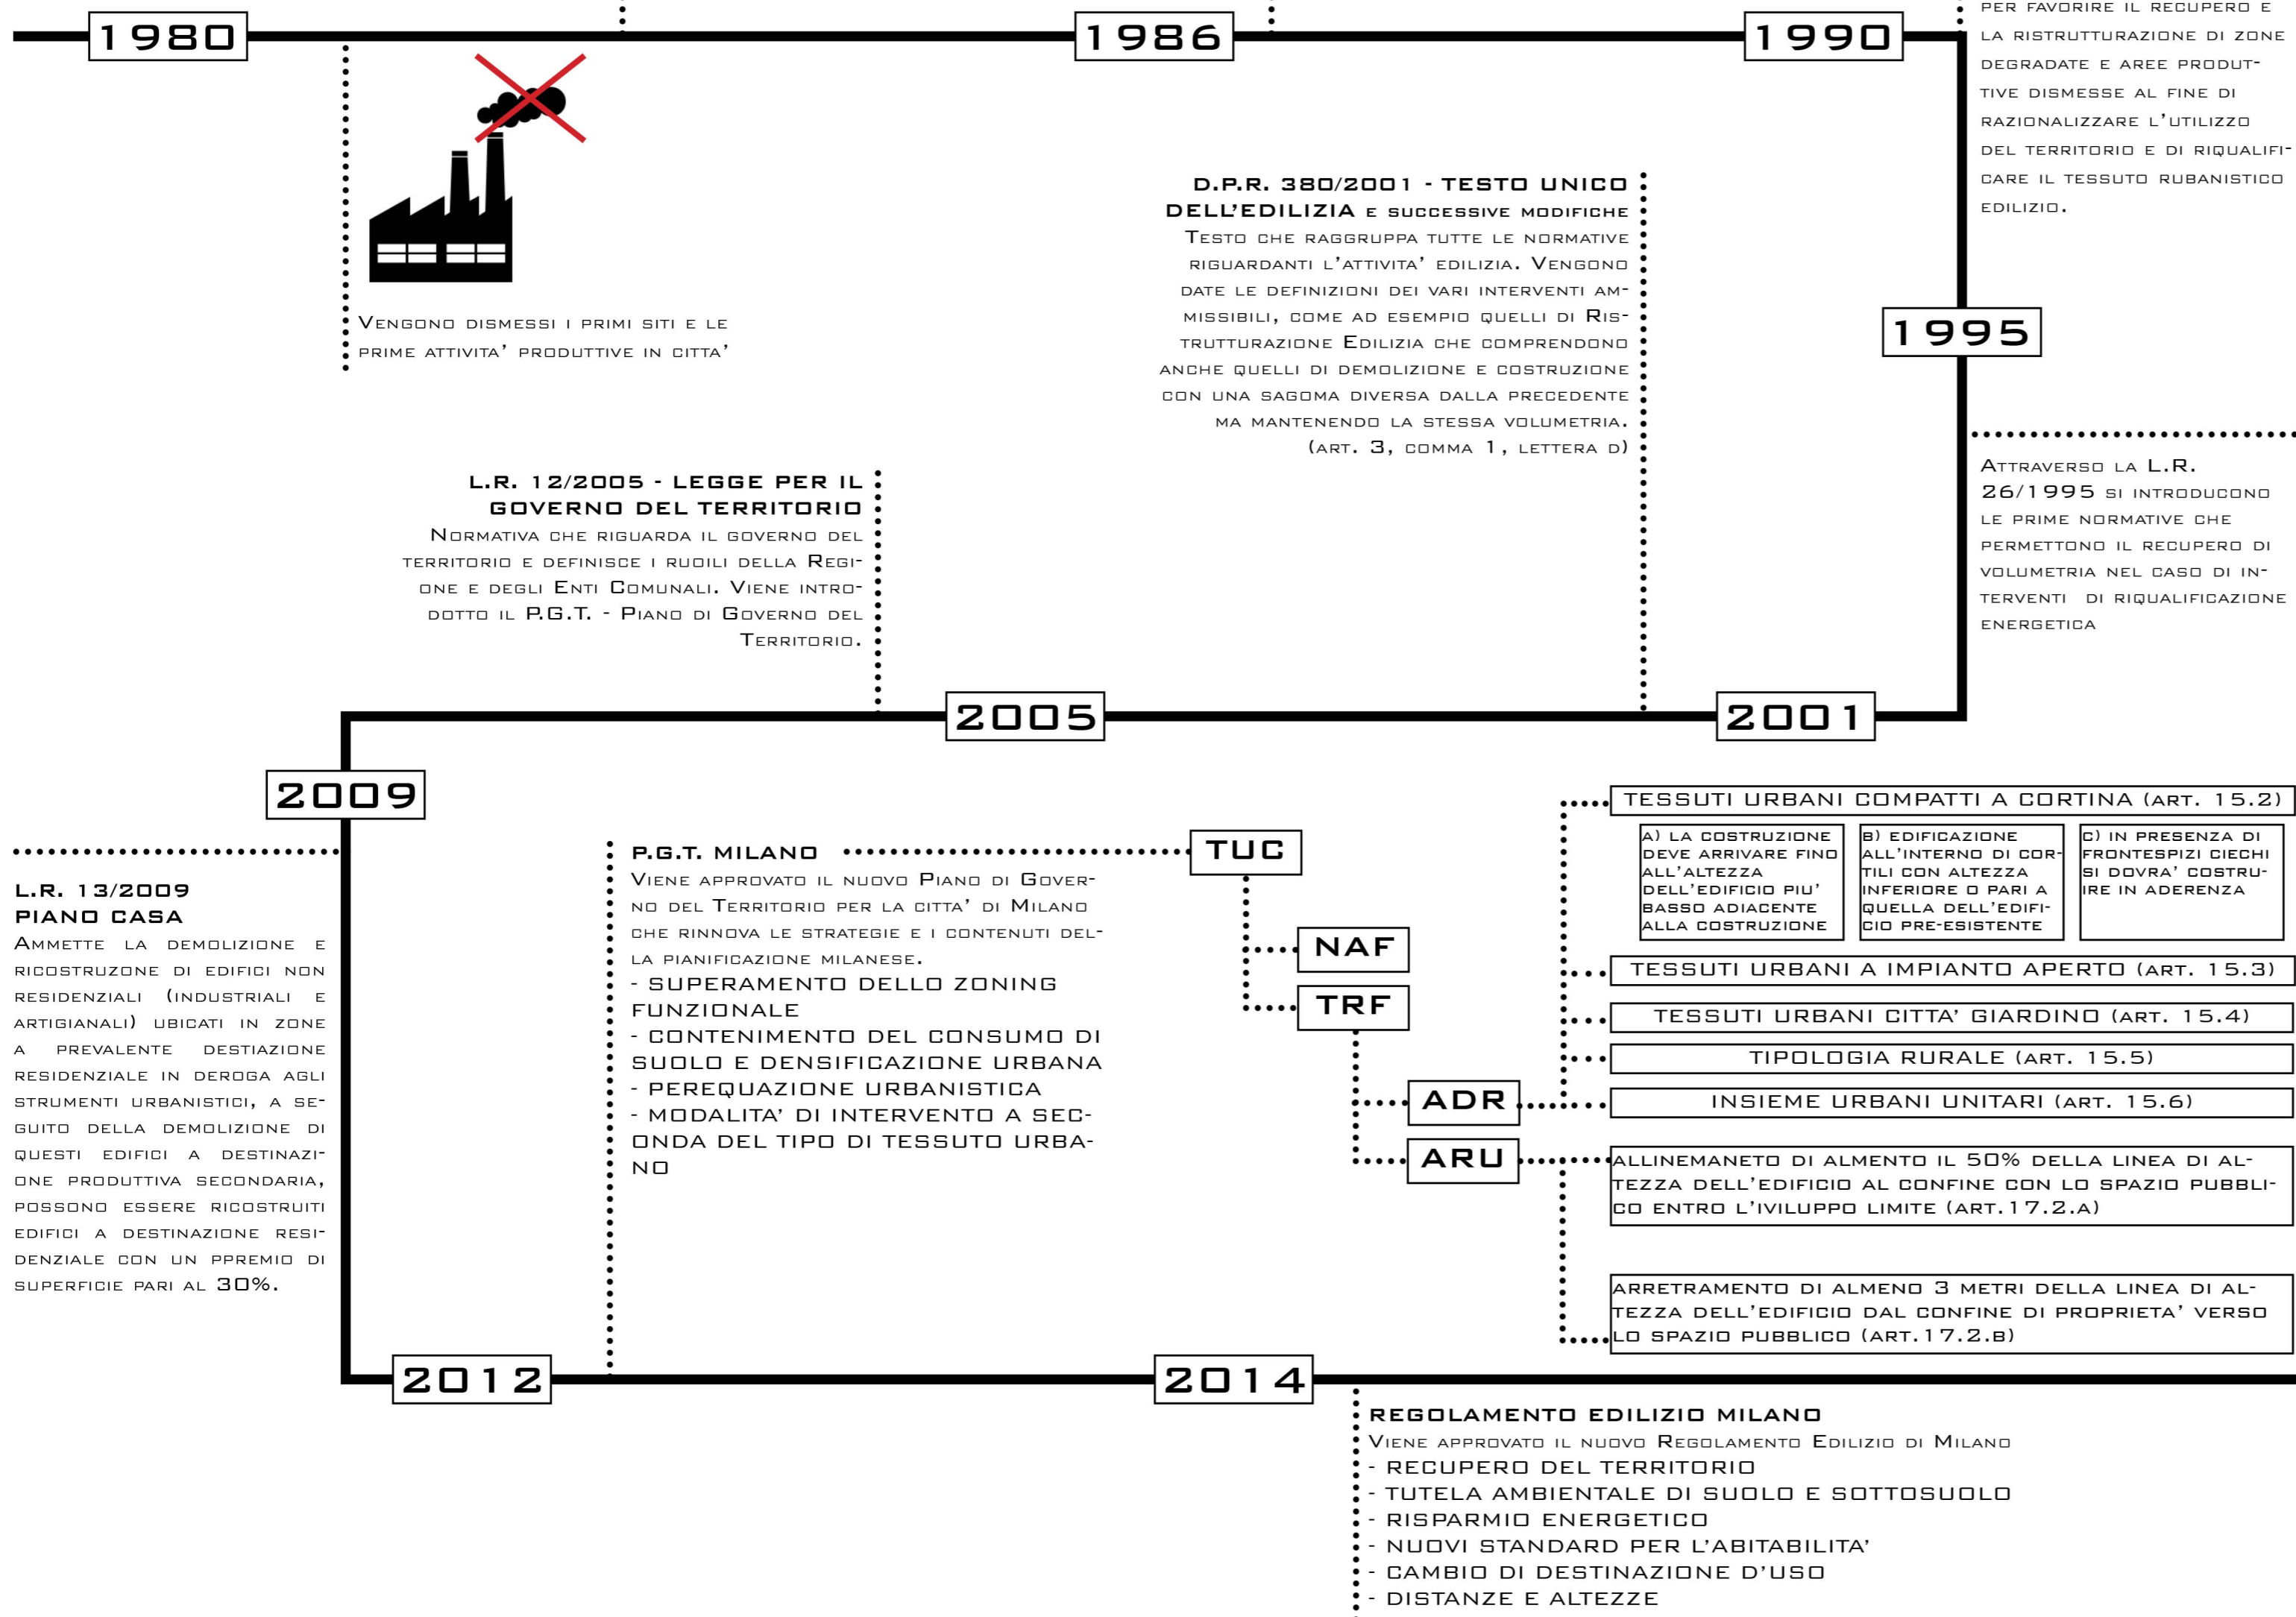 1980
1986
1990
PER FAVORIRE IL RECUPERO E
LA RISTRUTTURAZIONE DI ZONE
DEGRADATE E AREE PRODUT-
TIVE DISMESSE AL FINE DI
RAZIONALIZZARE L'UTILIZZO
DEL TERRITORIO E DI RIQUALIFI-
CARE IL TESSUTO RUBANISTICO
EDILIZIO.
VENGONO DISMESSI I PRIMI SITI E LE
PRIME ATTIVITA' PRODUTTIVE IN CITTA'
D.P.R. 380/2001 - TESTO UNICO
DELL'EDILIZIA E SUCCESSIVE MODIFICHE
TESTO CHE RAGGRUPPA TUTTE LE NORMATIVE
RIGUARDANTI L'ATTIVITA' EDILIZIA. VENGONO
DATE LE DEFINIZIONI DEI VARI INTERVENTI AM-
MISSIBILI, COME AD ESEMPIO QUELLI DI RIS-
TRUTTURAZIONE EDILIZIA CHE COMPRENDONO
ANCHE QUELLI DI DEMOLIZIONE E COSTRUZIONE
CON UNA SAGOMA DIVERSA DALLA PRECEDENTE
MA MANTENENDO LA STESSA VOLUMETRIA.
(ART. 3, COMMA 1, LETTERA D)
1995
ATTRAVERSO LA L.R.
26/1995 SI INTRODUCONO
LE PRIME NORMATIVE CHE
PERMETTONO IL RECUPERO DI
VOLUMETRIA NEL CASO DI IN-
TERVENTI DI RIQUALIFICAZIONE
ENERGETICA
L.R. 12/2005 - LEGGE PER IL
GOVERNO DEL TERRITORIO
NORMATIVA CHE RIGUARDA IL GOVERNO DEL
TERRITORIO E DEFINISCE I RUOILI DELLA REGI-
ONE E DEGLI ENTI COMUNALI. VIENE INTRO-
DOTTO IL P.G.T. - PIANO DI GOVERNO DEL
TERRITORIO.
2005
2001
2009
L.R. 13/2009
PIANO CASA
AMMETTE LA DEMOLIZIONE E
RICOSTRUZONE DI EDIFICI NON
RESIDENZIALI (INDUSTRIALI E
ARTIGIANALI) UBICATI IN ZONE
A PREVALENTE DESTIAZIONE
RESIDENZIALE IN DEROGA AGLI
STRUMENTI URBANISTICI, A SE-
GUITO DELLA DEMOLIZIONE DI
QUESTI EDIFICI A DESTINAZI-
ONE PRODUTTIVA SECONDARIA,
POSSONO ESSERE RICOSTRUITI
EDIFICI A DESTINAZIONE RESI-
DENZIALE CON UN PPREMIO DI
SUPERFICIE PARI AL 30%.
P.G.T. MILANO
VIENE APPROVATO IL NUOVO PIANO DI GOVER-
NO DEL TERRITORIO PER LA CITTA' DI MILANO
CHE RINNOVA LE STRATEGIE E I CONTENUTI DEL-
LA PIANIFICAZIONE MILANESE.
- SUPERAMENTO DELLO ZONING
FUNZIONALE
- CONTENIMENTO DEL CONSUMO DI
SUOLO E DENSIFICAZIONE URBANA
- PEREQUAZIONE URBANISTICA
- MODALITA' DI INTERVENTO A SEC-
ONDA DEL TIPO DI TESSUTO URBA-
NO
TUC
NAF
TRF
ADR
ARU
TESSUTI URBANI COMPATTI A CORTINA (ART. 15.2)
A) LA COSTRUZIONE
DEVE ARRIVARE FINO
ALL'ALTEZZA
DELL'EDIFICIO PIU'
BASSO ADIACENTE
ALLA COSTRUZIONE
B) EDIFICAZIONE
ALL'INTERNO DI COR-
TILI CON ALTEZZA
INFERIORE O PARI A
QUELLA DELL'EDIFI-
CIO PRE-ESISTENTE
C) IN PRESENZA DI
FRONTESPIZI CIECHI
SI DOVRA' COSTRU-
IRE IN ADERENZA
TESSUTI URBANI A IMPIANTO APERTO (ART. 15.3)
TESSUTI URBANI CITTA' GIARDINO (ART. 15.4)
TIPOLOGIA RURALE (ART. 15.5)
INSIEME URBANI UNITARI (ART. 15.6)
ALLINEMANETO DI ALMENTO IL 50% DELLA LINEA DI AL-
TEZZA DELL'EDIFICIO AL CONFINE CON LO SPAZIO PUBBLI-
CO ENTRO L'IVILUPPO LIMITE (ART.17.2.A)
ARRETRAMENTO DI ALMENO 3 METRI DELLA LINEA DI AL-
TEZZA DELL'EDIFICIO DAL CONFINE DI PROPRIETA' VERSO
LO SPAZIO PUBBLICO (ART.17.2.B)
2012
2014
REGOLAMENTO EDILIZIO MILANO
VIENE APPROVATO IL NUOVO REGOLAMENTO EDILIZIO DI MILANO
- RECUPERO DEL TERRITORIO
- TUTELA AMBIENTALE DI SUOLO E SOTTOSUOLO
- RISPARMIO ENERGETICO
- NUOVI STANDARD PER L'ABITABILITA'
- CAMBIO DI DESTINAZIONE D'USO
- DISTANZE E ALTEZZE